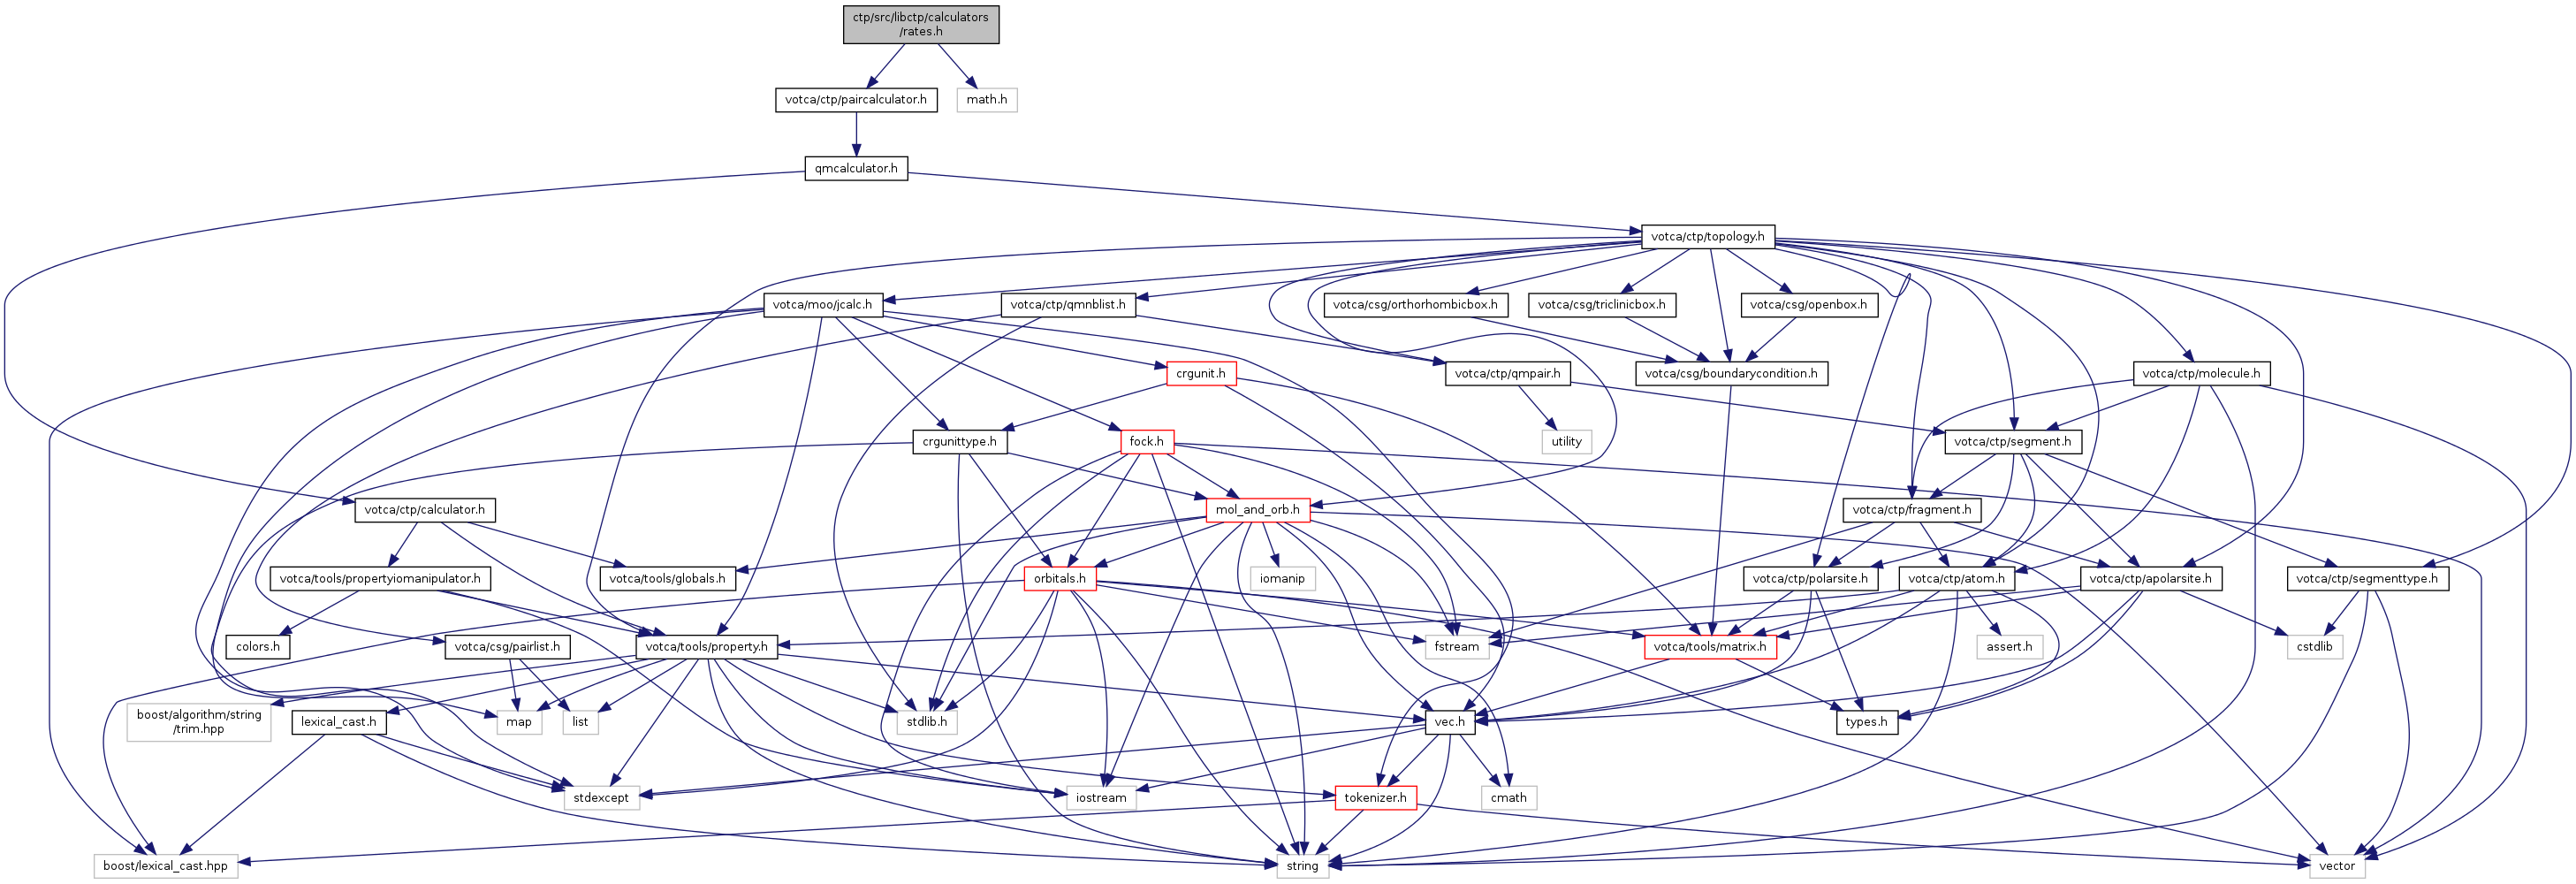 ctp/src/libctp/calculators
/rates.h
votca/ctp/paircalculator.h
math.h
qmcalculator.h
votca/ctp/topology.h
votca/moo/jcalc.h
votca/ctp/qmnblist.h
votca/csg/orthorhombicbox.h
votca/csg/triclinicbox.h
votca/csg/openbox.h
crgunit.h
votca/ctp/qmpair.h
votca/csg/boundarycondition.h
votca/ctp/molecule.h
crgunittype.h
fock.h
utility
votca/ctp/segment.h
votca/ctp/calculator.h
mol_and_orb.h
votca/ctp/fragment.h
votca/tools/propertyiomanipulator.h
votca/tools/globals.h
orbitals.h
iomanip
votca/ctp/polarsite.h
votca/ctp/atom.h
votca/ctp/apolarsite.h
votca/ctp/segmenttype.h
colors.h
votca/csg/pairlist.h
votca/tools/property.h
fstream
votca/tools/matrix.h
assert.h
cstdlib
boost/algorithm/string
/trim.hpp
lexical_cast.h
map
list
stdlib.h
vec.h
types.h
stdexcept
iostream
tokenizer.h
cmath
boost/lexical_cast.hpp
string
vector